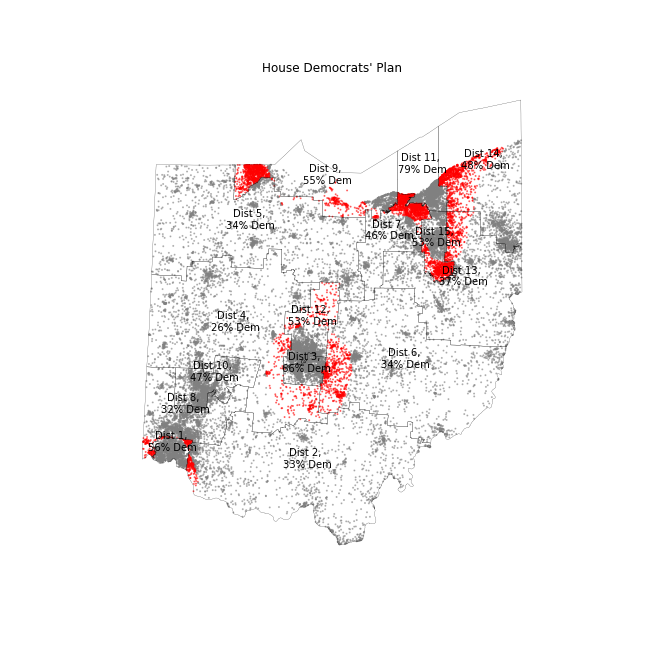 House Democrats' Plan
Dist 11,
79% Dem
Dist 14,
48% Dem
Dist 9,
55% Dem
Dist 5,
34% Dem
Dist 7,
46% Dem
Dist 15,
53% Dem
Dist 13,
37% Dem
Dist 12,
53% Dem
Dist 4,
26% Dem
Dist 3,
66% Dem
Dist 6,
34% Dem
Dist 10,
47% Dem
Dist 8,
32% Dem
Dist 1,
56% Dem
Dist 2,
33% Dem